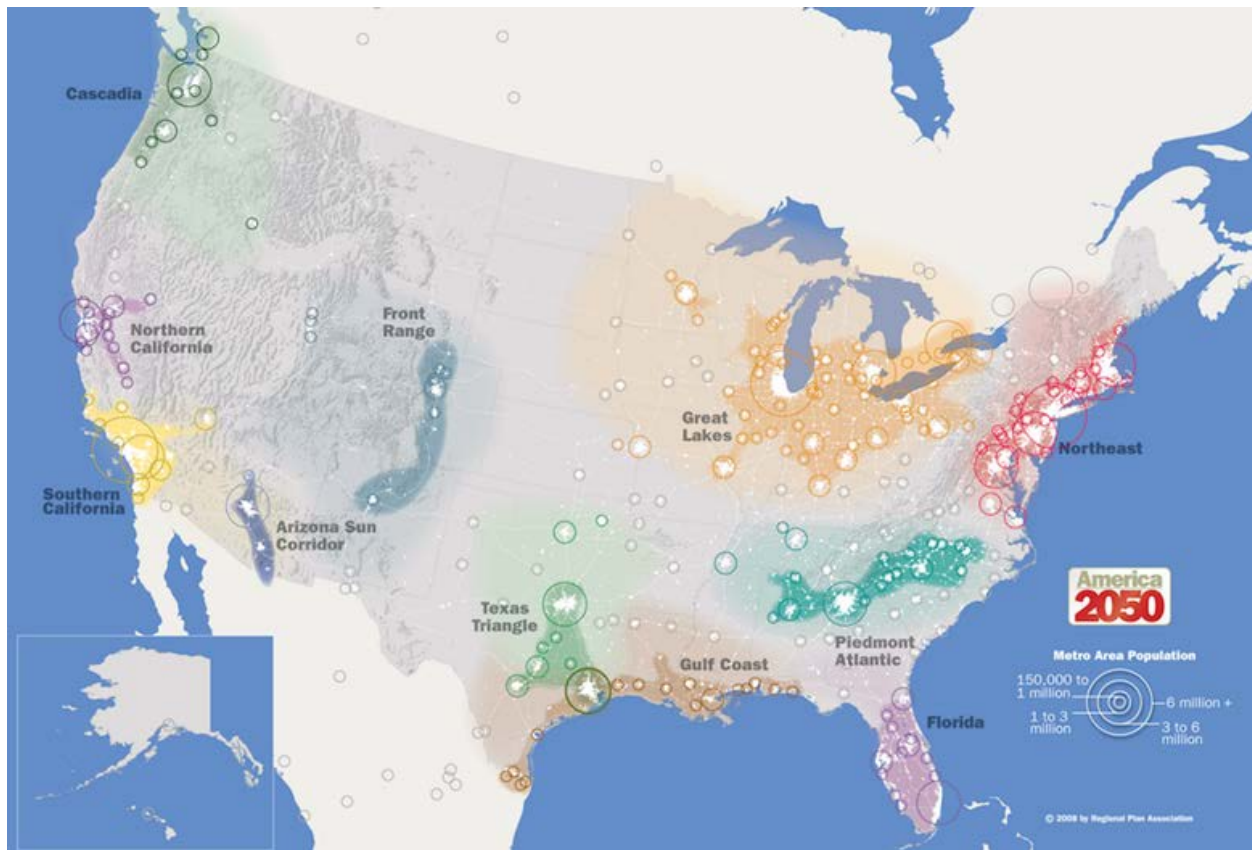 Cascadia
Northern
California
Front
Range
Great
Lakes
Northeast
Southern
California
Arizona Sun
Corridor
Texas
Triangle
Gulf Coast
Piedmont
Atlantic
Florida
America
2050
Metro Area Population
150,000 to
1 million
1 to 3
million
6 million +
3 to 6
million
© 2008 by Regional Plan Association